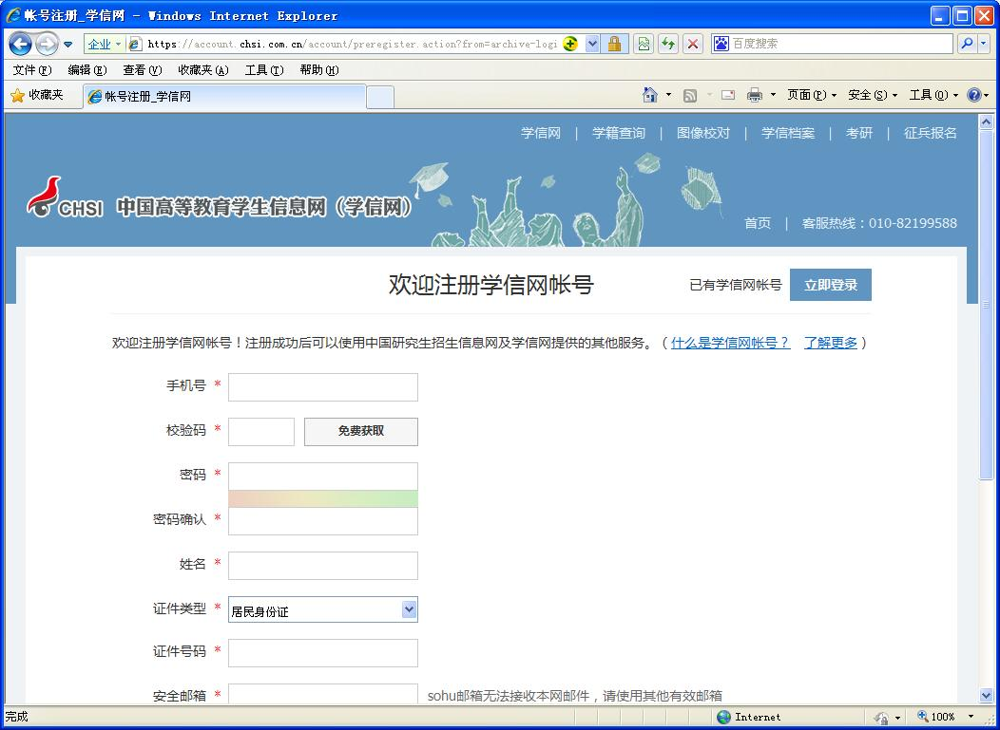 帐号注册_学信网 - Windows Internet Explorer
企业 https://account.chsi.com.cn/account/preregister.action?from=archive-logi 百度搜索
文件(F) 编辑(E) 查看(V) 收藏夹(A) 工具(T) 帮助(H)
收藏夹 帐号注册_学信网 页面(P) 安全(S) 工具(O)
学信网 | 学籍查询 | 图像校对 | 学信档案 | 考研 | 征兵报名
CHSI 中国高等教育学生信息网（学信网）
首页 | 客服热线：010-82199588
欢迎注册学信网帐号 已有学信网帐号 立即登录
欢迎注册学信网帐号！注册成功后可以使用中国研究生招生信息网及学信网提供的其他服务。（什么是学信网帐号？ 了解更多）
手机号 *
校验码 * 免费获取
密码 *
密码确认 *
姓名 *
证件类型 * 居民身份证
证件号码 *
安全邮箱 * sohu邮箱无法接收本网邮件，请使用其他有效邮箱
完成 Internet 100%